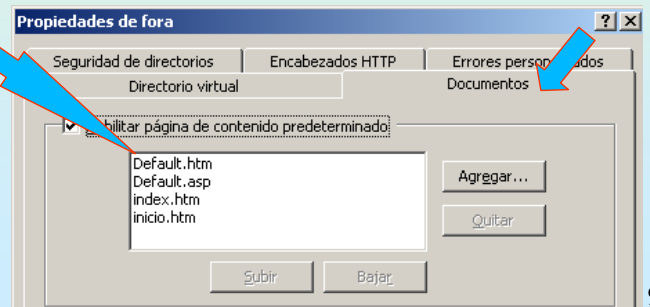 Propiedades de fora
Seguridad de directorios Encabezados HTTP Errores
Directorio virtual Documentos
página de contenido predeterminado
Default.htm
Default.asp
index.htm
inicio.htm
Agregar...
Quitar
Subir Bajar